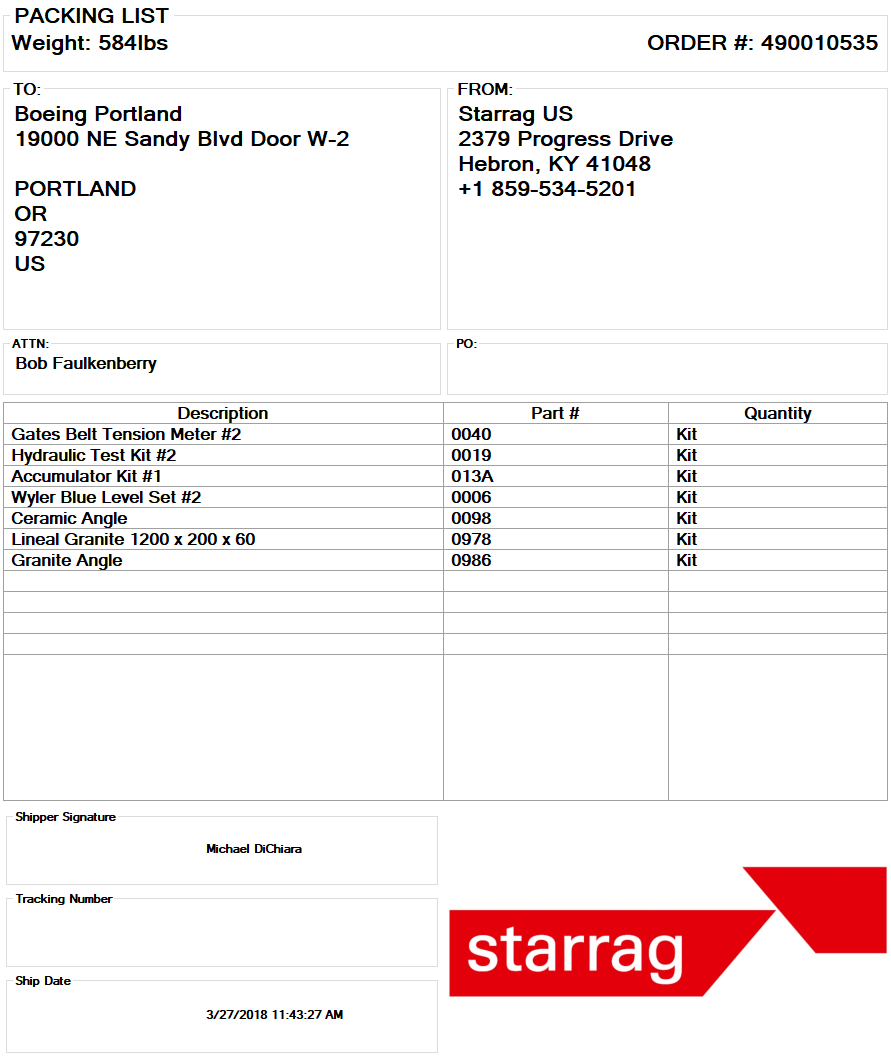 PACKING LIST
Weight: 584lbs
ORDER #: 490010535
TO:
Boeing Portland
19000 NE Sandy Blvd Door W-2
PORTLAND
OR
97230
US
FROM:
Starrag US
2379 Progress Drive
Hebron, KY 41048
+1 859-534-5201
ATTN:
Bob Faulkenberry
PO:
Description Part # Quantity
Gates Belt Tension Meter #2 0040 Kit
Hydraulic Test Kit #2 0019 Kit
Accumulator Kit #1 013A Kit
Wyler Blue Level Set #2 0006 Kit
Ceramic Angle 0098 Kit
Lineal Granite 1200 x 200 x 60 0978 Kit
Granite Angle 0986 Kit
Shipper Signature
Michael DiChiara
Tracking Number
Ship Date
3/27/2018 11:43:27 AM
starrag